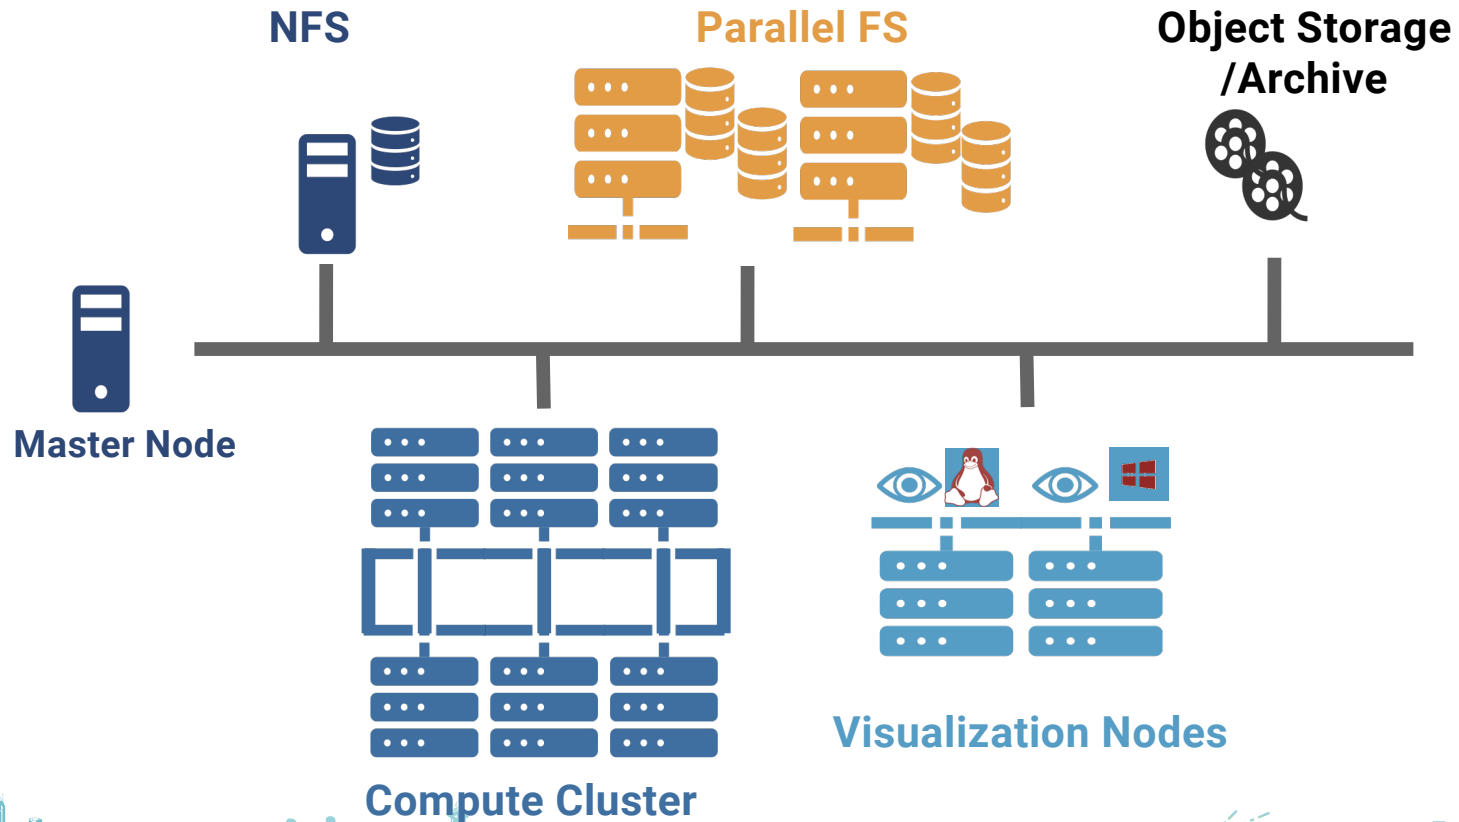 NFS
Parallel FS
Object Storage
/Archive
Master Node
Visualization Nodes
Compute Cluster